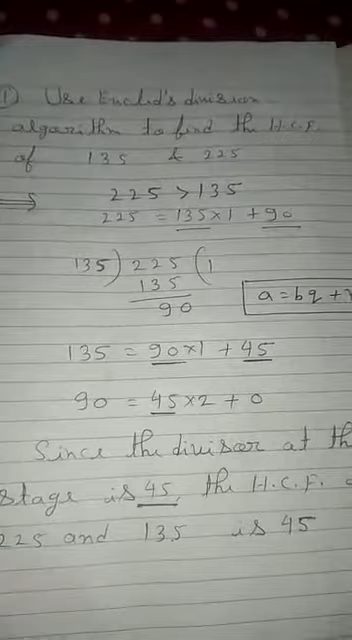 ① Use Euclid's division
algorithm to find the H.C.F.
of 135 & 225
⇒ 225 > 135
225 = 135 × 1 + 90
135 ) 225 ( 1
135
90
a = bq +
135 = 90 × 1 + 45
90 = 45 × 2 + 0
Since the divisor at th
stage is 45, the H.C.F.
225 and 135 is 45